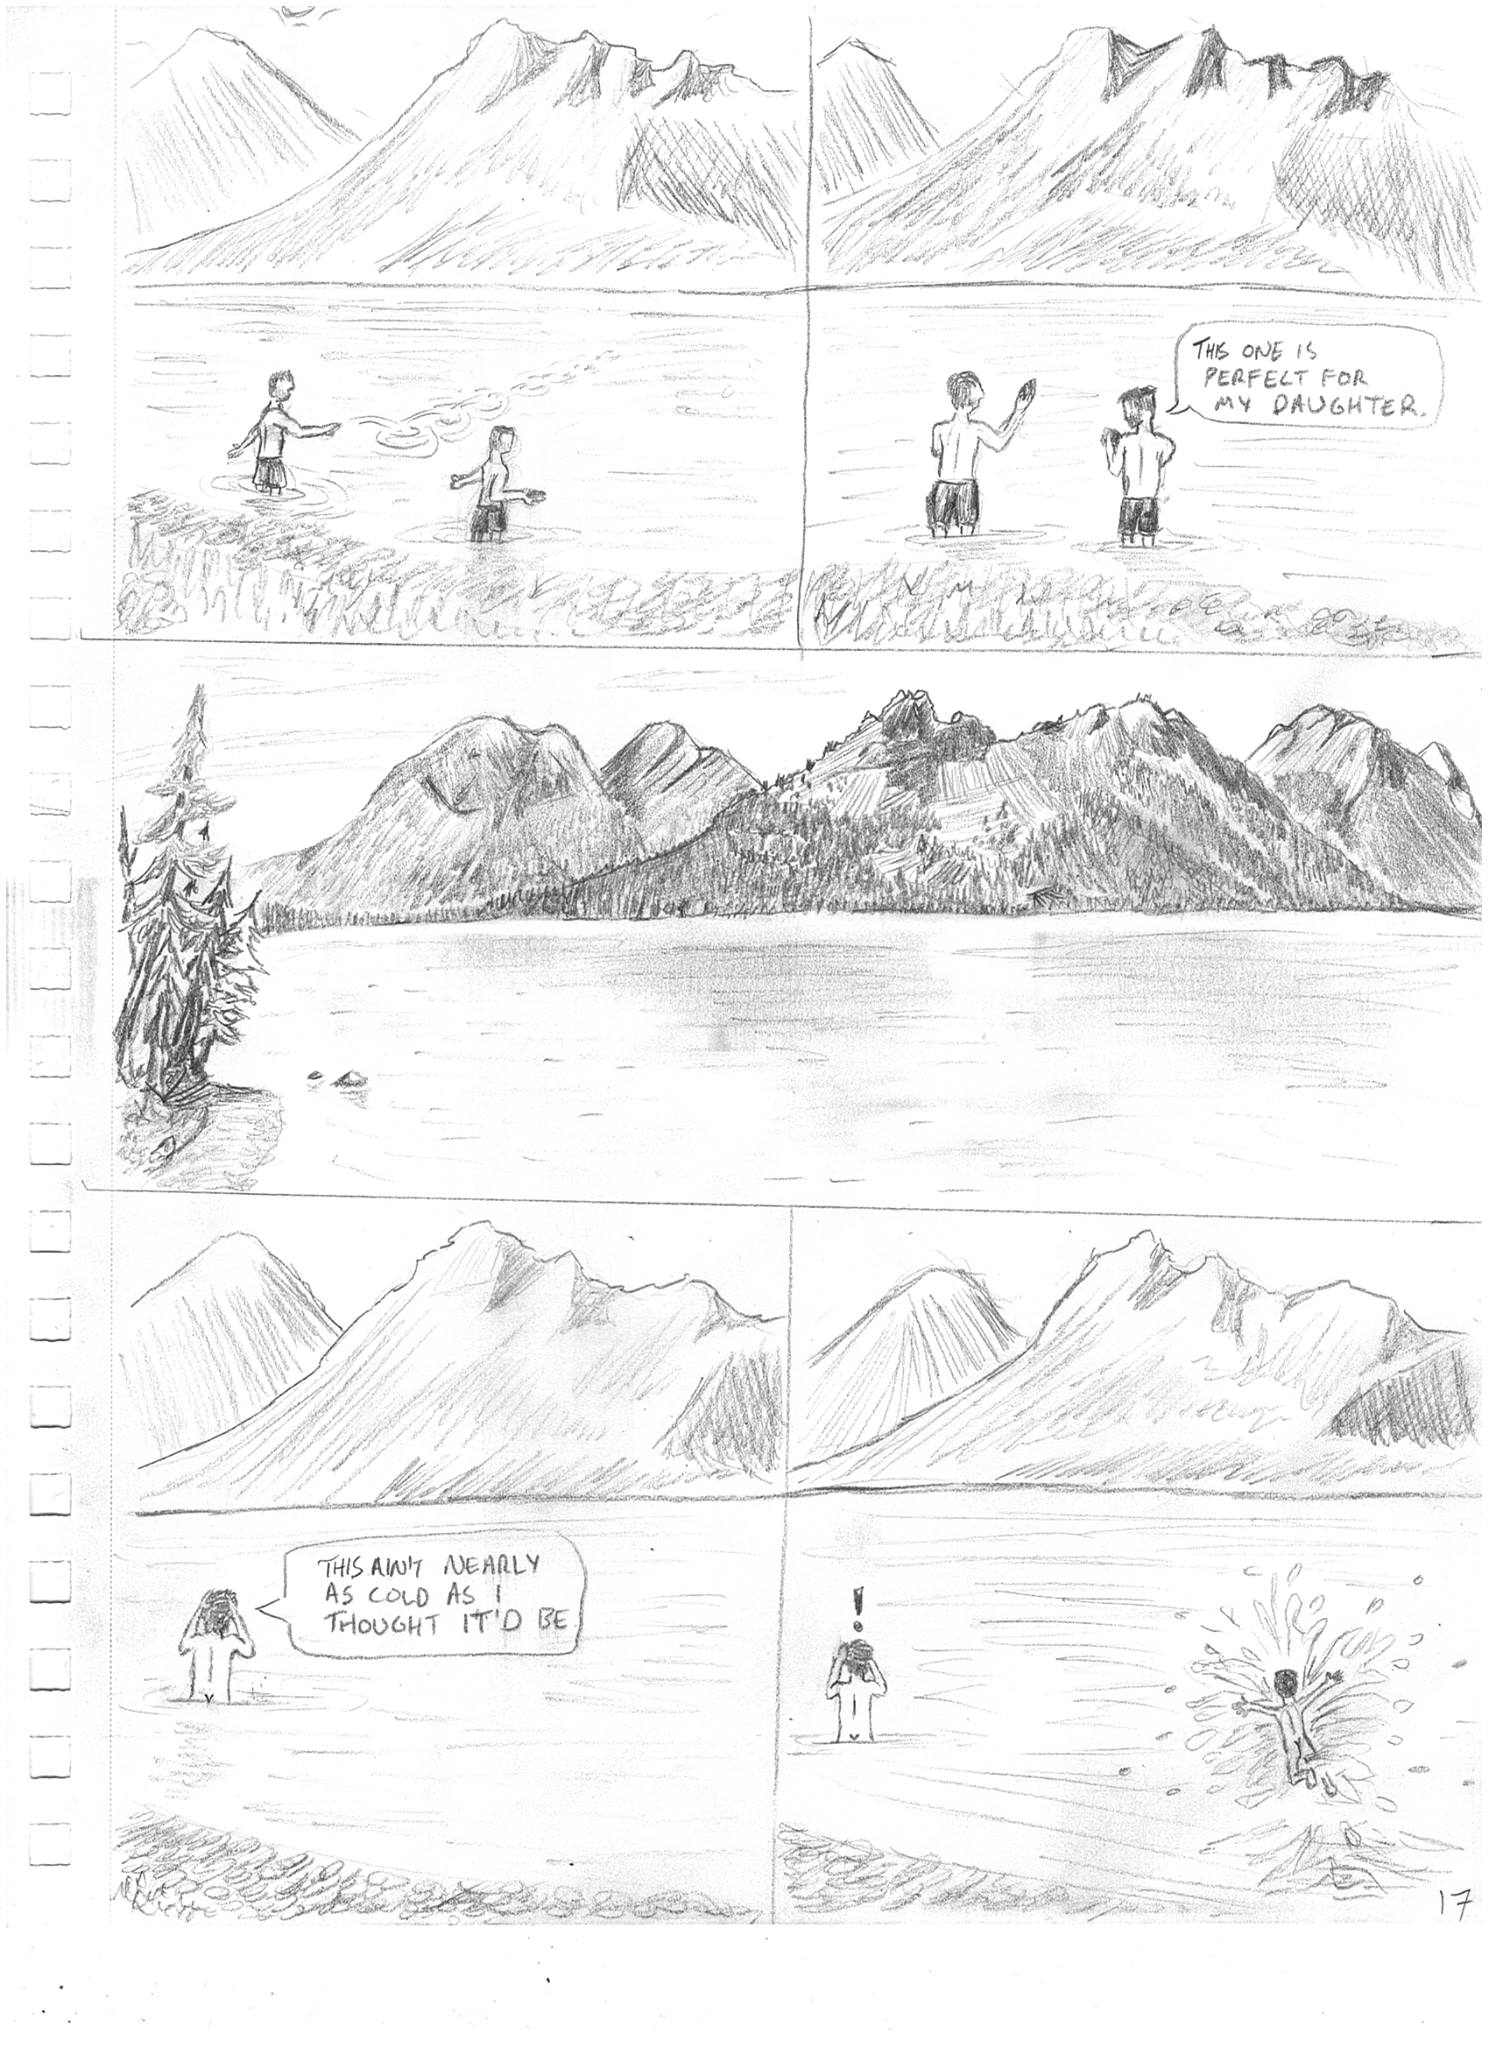 THIS ONE IS
PERFECT FOR
MY DAUGHTER.
THIS AIN'T NEARLY
AS COLD AS I
THOUGHT IT'D BE
!
17